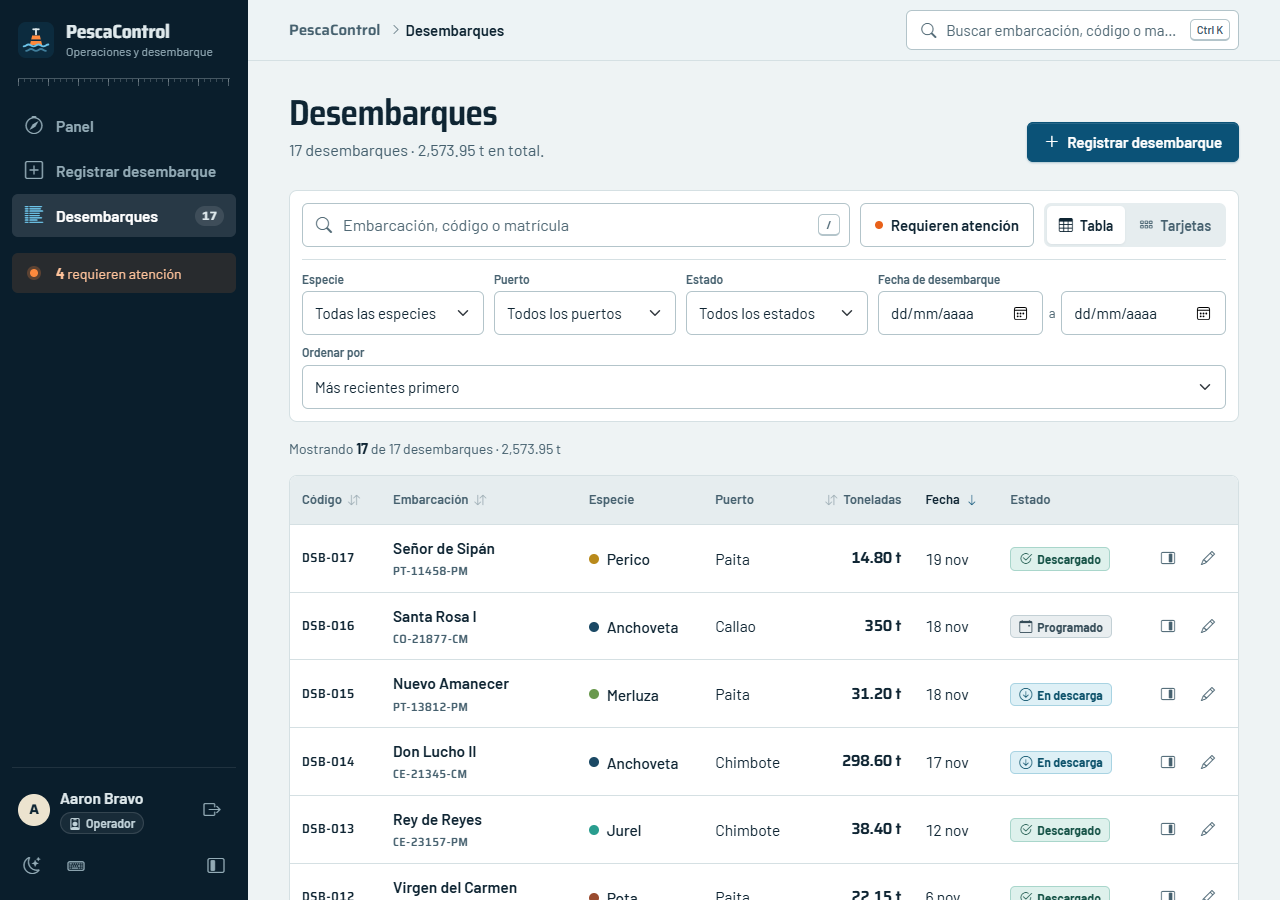 PescaControl
Operaciones y desembarque
Panel
Registrar desembarque
Desembarques 17
4 requieren atención
Aaron Bravo
A
Operador
PescaControl > Desembarques
Buscar embarcación, código o ma... Ctrl K
Desembarques
17 desembarques · 2,573.95 t en total.
+ Registrar desembarque
Embarcación, código o matrícula /
Requieren atención
Tabla
Tarjetas
Especie Puerto Estado Fecha de desembarque
Todas las especies Todos los puertos Todos los estados dd/mm/aaaa a dd/mm/aaaa
Ordenar por
Más recientes primero
Mostrando 17 de 17 desembarques · 2,573.95 t
Código Embarcación Especie Puerto Toneladas Fecha Estado
DSB-017 Señor de Sipán Perico Paita 14.80 t 19 nov Descargado
PT-11458-PM
DSB-016 Santa Rosa I Anchoveta Callao 350 t 18 nov Programado
CO-21877-CM
DSB-015 Nuevo Amanecer Merluza Paita 31.20 t 18 nov En descarga
PT-13812-PM
DSB-014 Don Lucho II Anchoveta Chimbote 298.60 t 17 nov En descarga
CE-21345-CM
DSB-013 Rey de Reyes Jurel Chimbote 38.40 t 12 nov Descargado
CE-23157-PM
DSB-012 Virgen del Carmen Pota Paita 22.15 t 6 nov Descargado